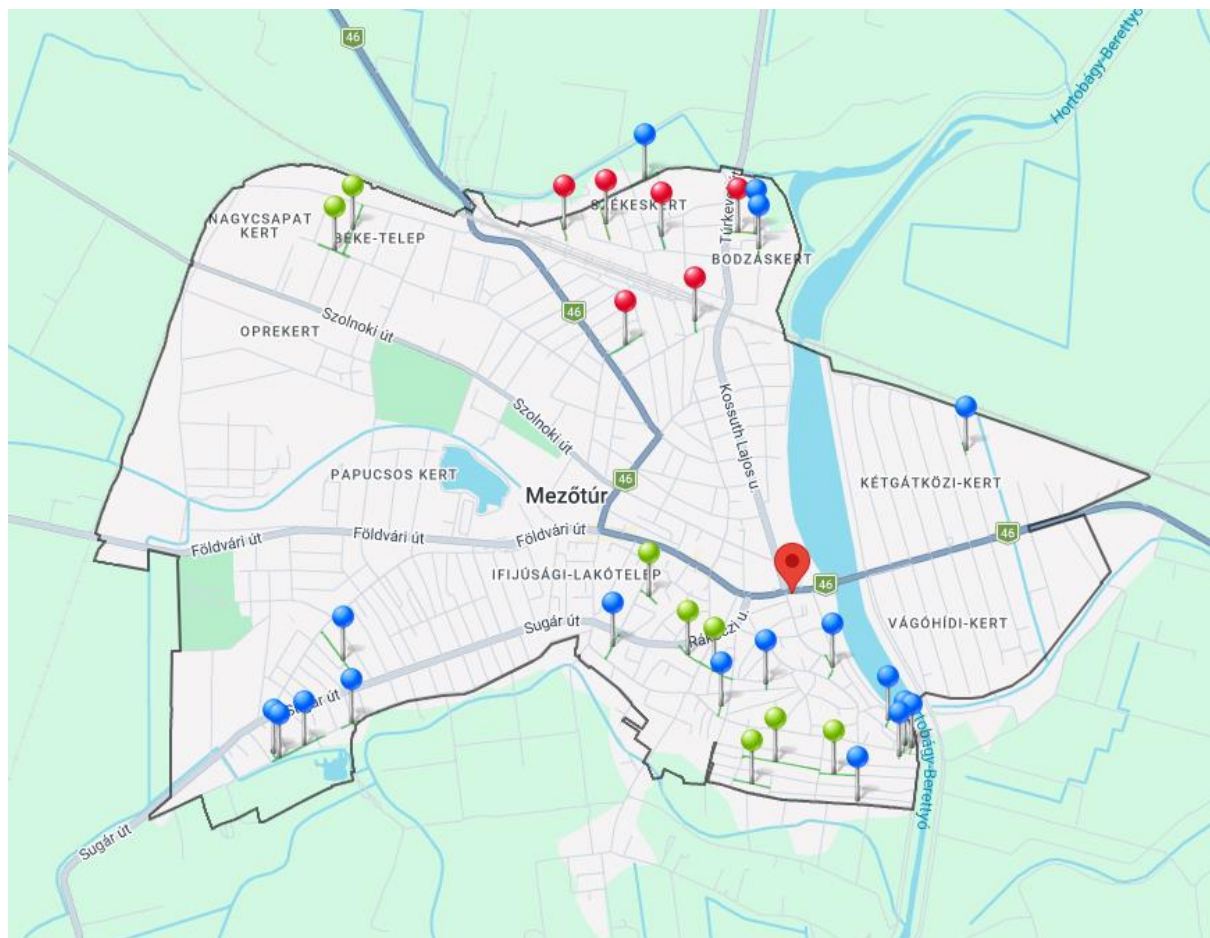 46
Hortobágy-Berettyó
NAGYCSAPAT
KERT
BÉKE-TELEP
SZÉKESKERT
Túrkevei út
BODZÁSKERT
46
Szolnoki út
OPREKERT
Szolnoki út
Kossuth Lajos u.
PAPUCSOS KERT
46
Mezőtúr
KÉTGÁTKÖZI-KERT
Földvári út
Földvári út
Földvári út
46
IFIJÚSÁGI-LAKÓTELEP
46
Sugár út
Rákóczi u.
VÁGÓHÍDI-KERT
Sugár út
Hortobágy-Berettyó
Sugár út